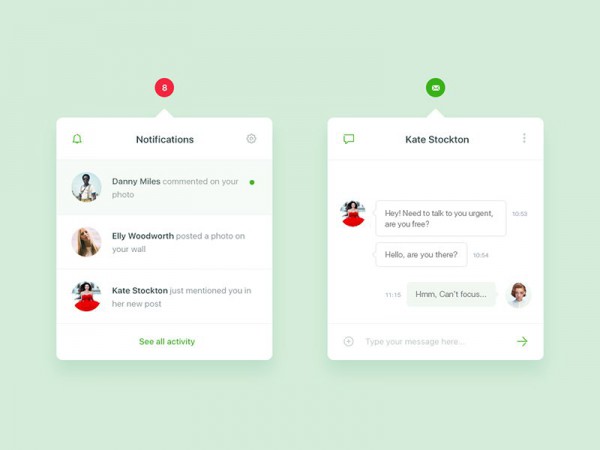 8
Notifications
Danny Miles commented on your
photo
Elly Woodworth posted a photo on
your wall
Kate Stockton just mentioned you in
her new post
See all activity
Kate Stockton
Hey! Need to talk to you urgent,
are you free?
10:53
Hello, are you there?
10:54
11:15
Hmm, Can't focus...
Type your message here...